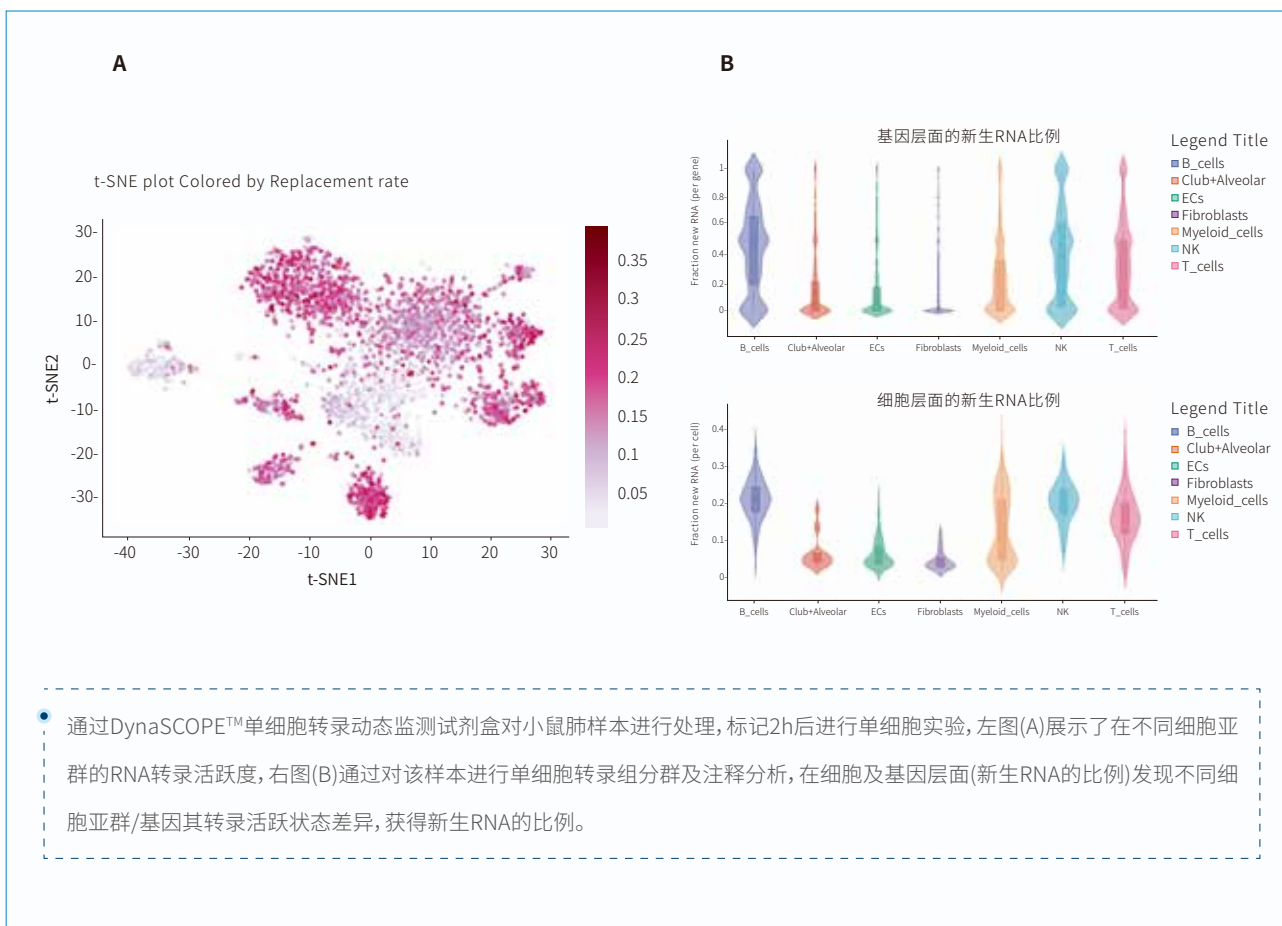 A
t-SNE plot Colored by Replacement rate
30-
20-
10-
0-
-10-
-20-
-30-
t-SNE2
-40
-30
-20
-10
0
10
20
30
t-SNE1
0.35
0.3
0.25
0.2
0.15
0.1
0.05
B
基因层面的新生RNA比例
Fraction new RNA (per gene)
1
0.8
0.6
0.4
0.2
0
B_cells
Club+Alveolar
ECs
Fibroblasts
Myeloid_cells
NK
T_cells
Legend Title
B_cells
Club+Alveolar
ECs
Fibroblasts
Myeloid_cells
NK
T_cells
细胞层面的新生RNA比例
Fraction new RNA (per cell)
0.4
0.3
0.2
0.1
0
B_cells
Club+Alveolar
ECs
Fibroblasts
Myeloid_cells
NK
T_cells
Legend Title
B_cells
Club+Alveolar
ECs
Fibroblasts
Myeloid_cells
NK
T_cells
通过DynaSCOPE™单细胞转录动态监测试剂盒对小鼠肺样本进行处理,标记2h后进行单细胞实验,左图(A)展示了在不同细胞亚
群的RNA转录活跃度,右图(B)通过对该样本进行单细胞转录组分群及注释分析,在细胞及基因层面(新生RNA的比例)发现不同细
胞亚群/基因其转录活跃状态差异,获得新生RNA的比例。